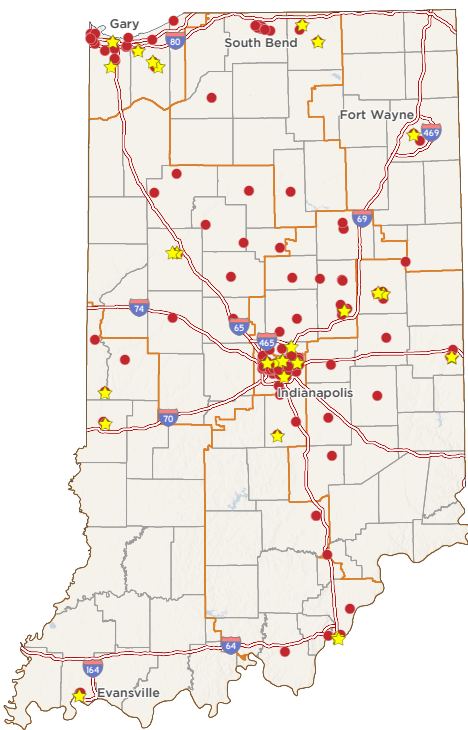 Gary
80
South Bend
Fort Wayne
469
69
74
65
465
Indianapolis
70
64
164
Evansville